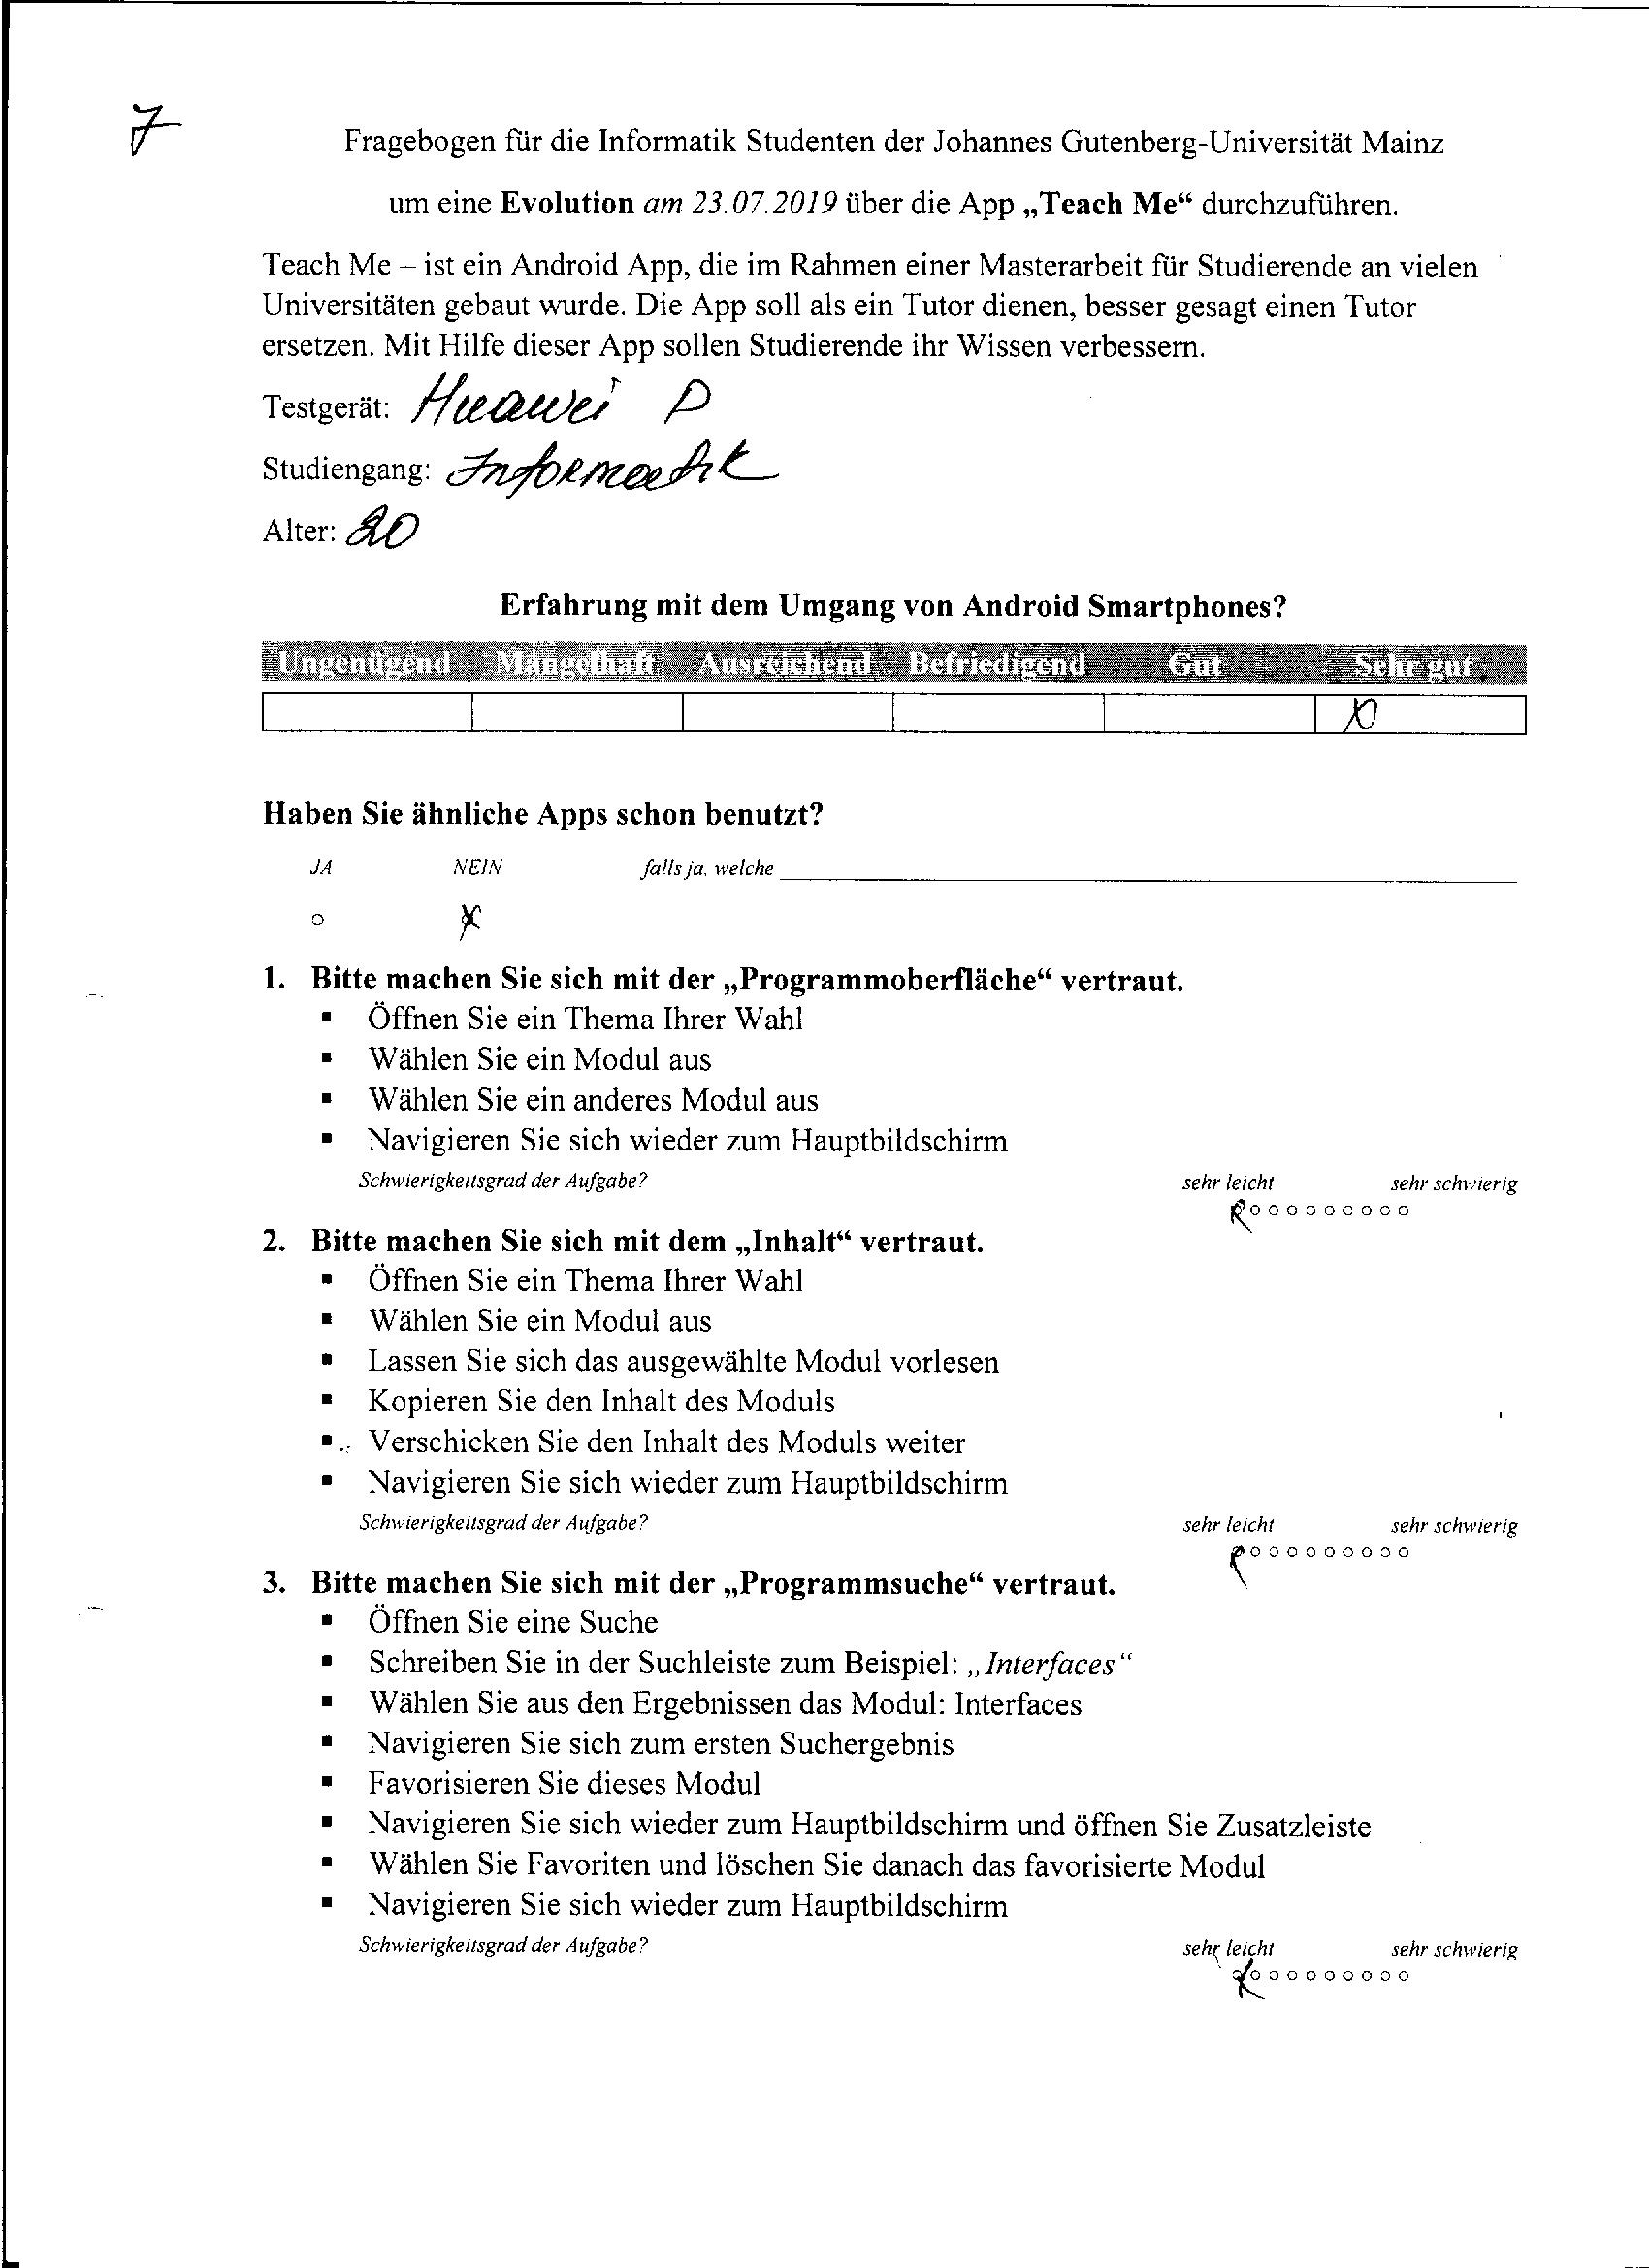 7
Fragebogen für die Informatik Studenten der Johannes Gutenberg-Universität Mainz
um eine Evolution am 23.07.2019 über die App „Teach Me“ durchzuführen.
Teach Me – ist ein Android App, die im Rahmen einer Masterarbeit für Studierende an vielen
Universitäten gebaut wurde. Die App soll als ein Tutor dienen, besser gesagt einen Tutor
ersetzen. Mit Hilfe dieser App sollen Studierende ihr Wissen verbessern.
Testgerät: Huawei P
Studiengang: Informatik
Alter: 20
Erfahrung mit dem Umgang von Android Smartphones?
Ungenügend Mangelhaft Ausreichend Befriedigend Gut Sehr gut
Haben Sie ähnliche Apps schon benutzt?
JA NEIN falls ja, welche
1. Bitte machen Sie sich mit der „Programmoberfläche“ vertraut.
▪ Öffnen Sie ein Thema Ihrer Wahl
▪ Wählen Sie ein Modul aus
▪ Wählen Sie ein anderes Modul aus
▪ Navigieren Sie sich wieder zum Hauptbildschirm
Schwierigkeitsgrad der Aufgabe? sehr leicht sehr schwierig
2. Bitte machen Sie sich mit dem „Inhalt“ vertraut.
▪ Öffnen Sie ein Thema Ihrer Wahl
▪ Wählen Sie ein Modul aus
▪ Lassen Sie sich das ausgewählte Modul vorlesen
▪ Kopieren Sie den Inhalt des Moduls
▪ Verschicken Sie den Inhalt des Moduls weiter
▪ Navigieren Sie sich wieder zum Hauptbildschirm
Schwierigkeitsgrad der Aufgabe? sehr leicht sehr schwierig
3. Bitte machen Sie sich mit der „Programmsuche“ vertraut.
▪ Öffnen Sie eine Suche
▪ Schreiben Sie in der Suchleiste zum Beispiel: „Interfaces“
▪ Wählen Sie aus den Ergebnissen das Modul: Interfaces
▪ Navigieren Sie sich zum ersten Suchergebnis
▪ Favorisieren Sie dieses Modul
▪ Navigieren Sie sich wieder zum Hauptbildschirm und öffnen Sie Zusatzleiste
▪ Wählen Sie Favoriten und löschen Sie danach das favorisierte Modul
▪ Navigieren Sie sich wieder zum Hauptbildschirm
Schwierigkeitsgrad der Aufgabe? sehr leicht sehr schwierig